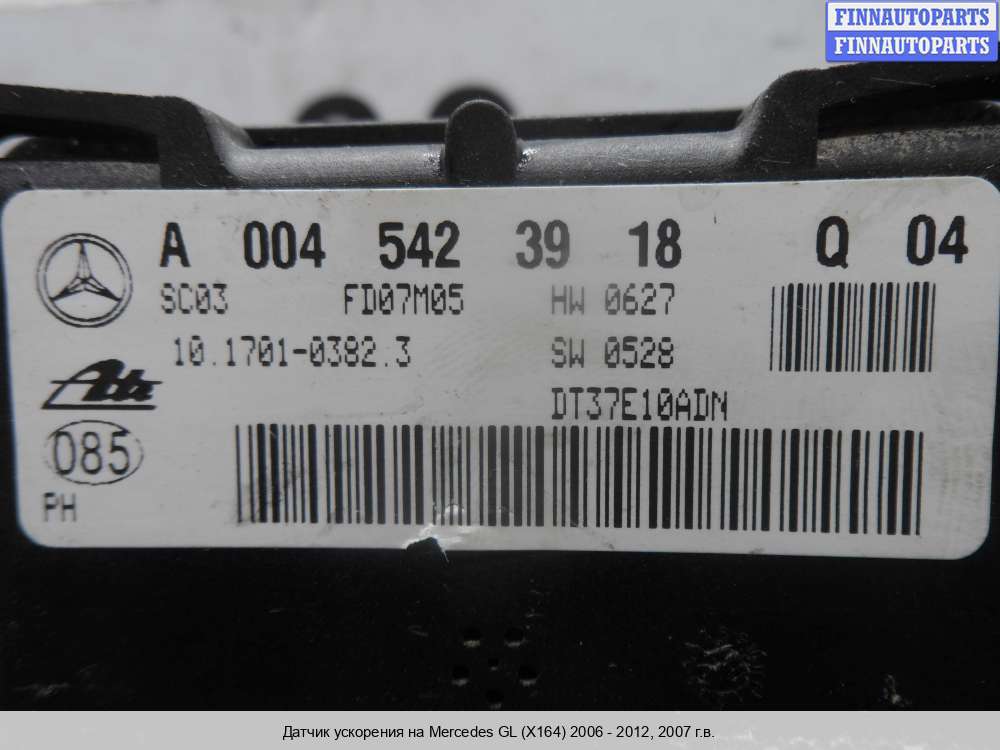 FINNAUTOPARTS
FINNAUTOPARTS
A 004 542 39 18 Q 04
SC03 FD07M05 HW 0627
10.1701-0382.3 SW 0528
Ate DT37E10ADN
085
PH
Датчик ускорения на Mercedes GL (X164) 2006 - 2012, 2007 г.в.